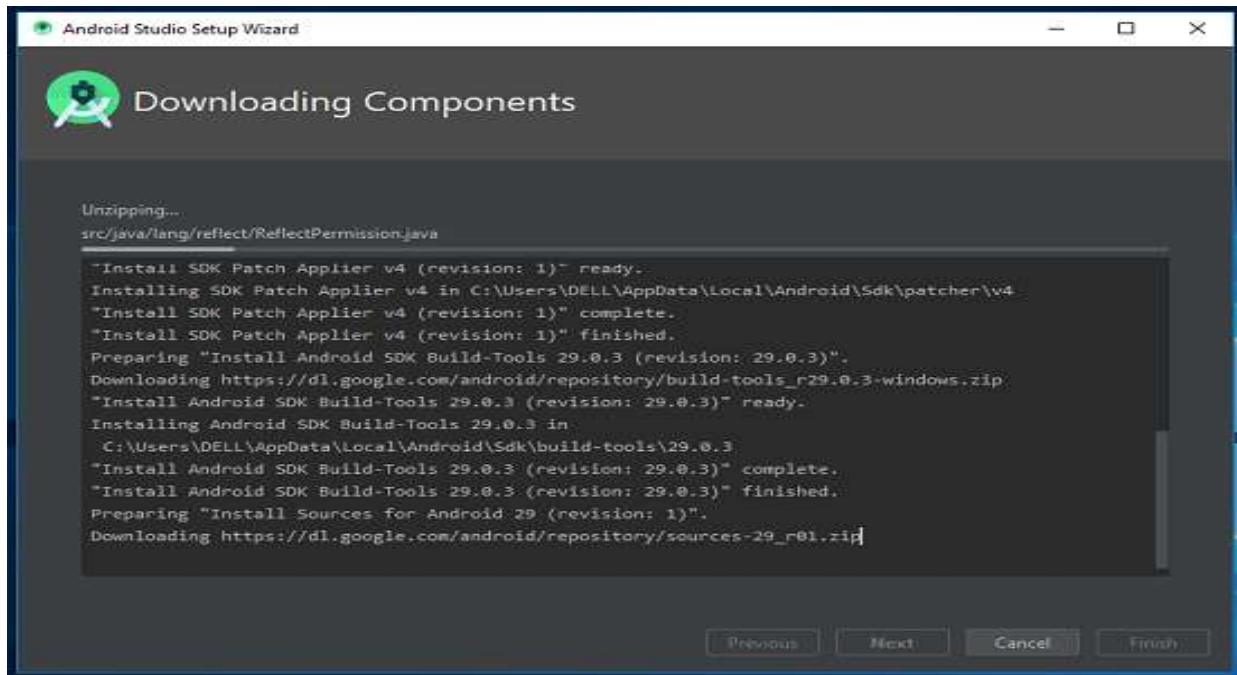 Android Studio Setup Wizard
Downloading Components
Unzipping...
src/java/lang/reflect/ReflectPermission.java
"Install SDK Patch Applier v4 (revision: 1)" ready.
Installing SDK Patch Applier v4 in C:\Users\DELL\AppData\Local\Android\Sdk\patcher\v4
"Install SDK Patch Applier v4 (revision: 1)" complete.
"Install SDK Patch Applier v4 (revision: 1)" finished.
Preparing "Install Android SDK Build-Tools 29.0.3 (revision: 29.0.3)".
Downloading https://dl.google.com/android/repository/build-tools_r29.0.3-windows.zip
"Install Android SDK Build-Tools 29.0.3 (revision: 29.0.3)" ready.
Installing Android SDK Build-Tools 29.0.3 in
C:\Users\DELL\AppData\Local\Android\Sdk\build-tools\29.0.3
"Install Android SDK Build-Tools 29.0.3 (revision: 29.0.3)" complete.
"Install Android SDK Build-Tools 29.0.3 (revision: 29.0.3)" finished.
Preparing "Install Sources for Android 29 (revision: 1)".
Downloading https://dl.google.com/android/repository/sources-29_r01.zip
Previous Next Cancel Finish